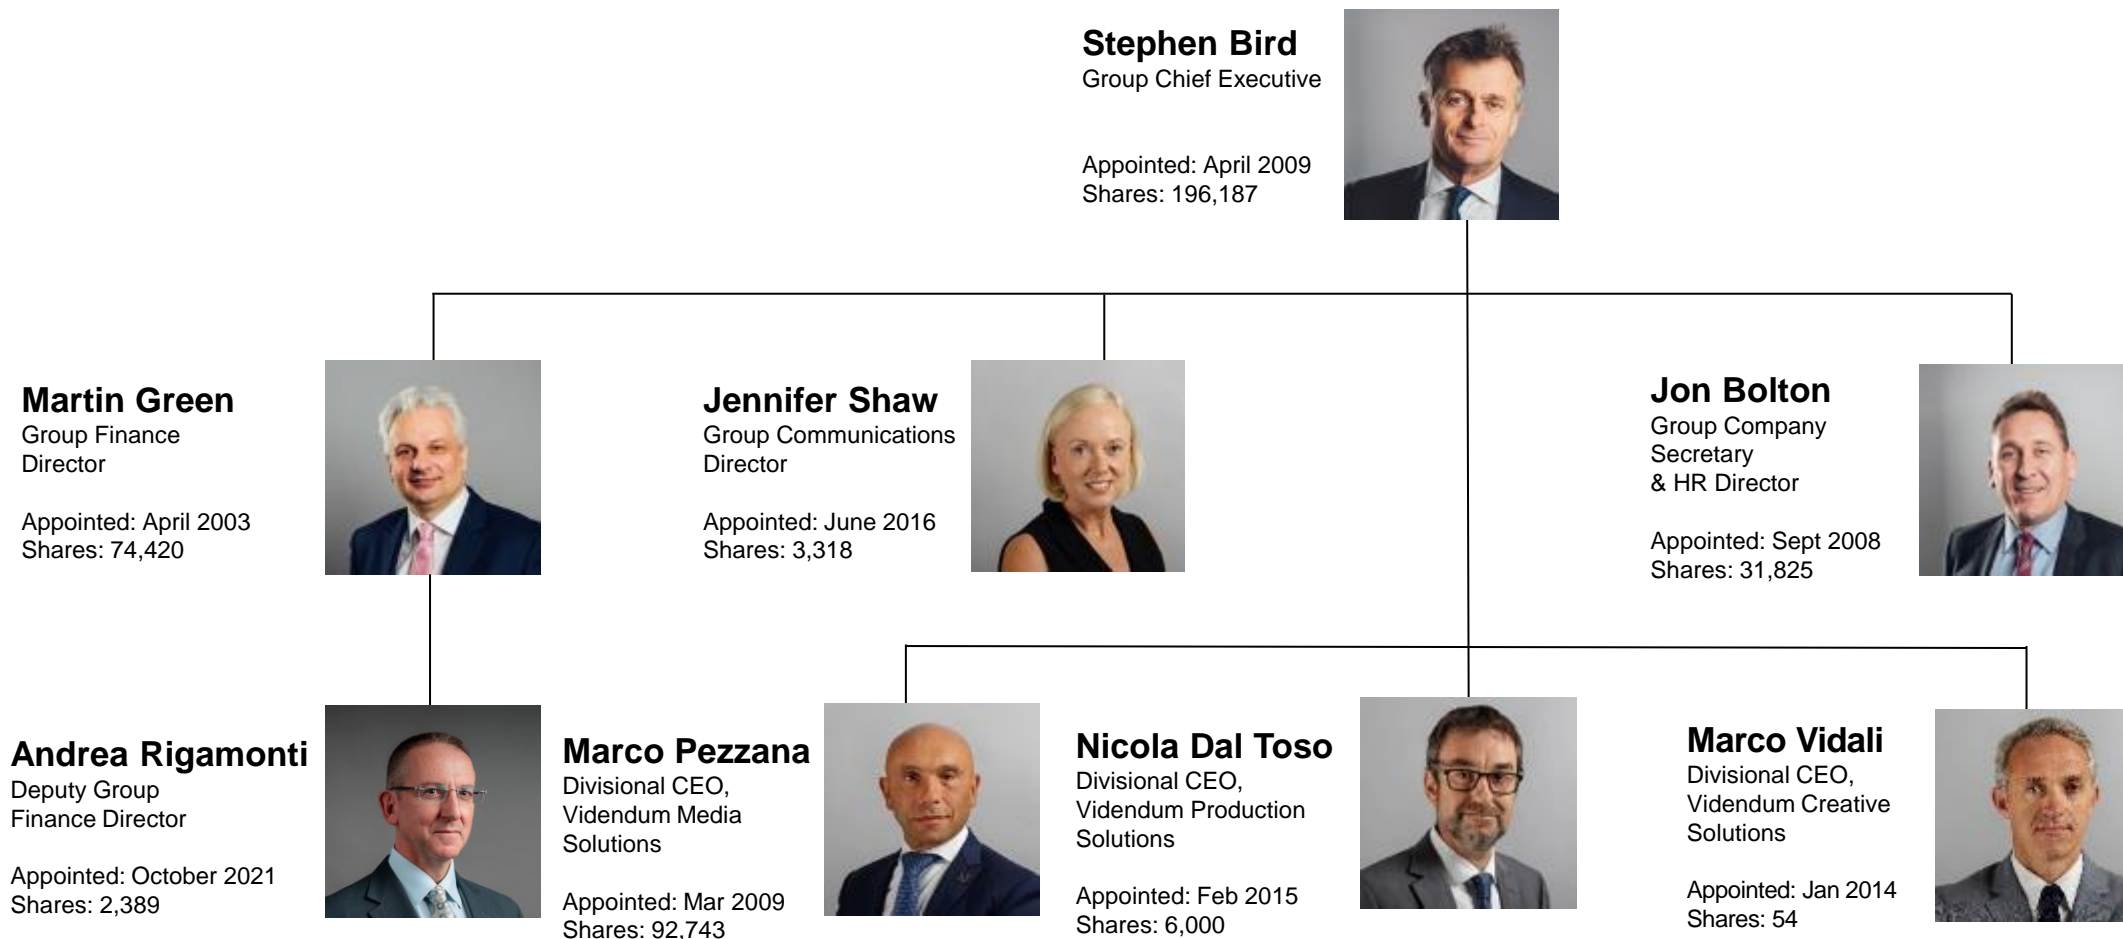 Stephen Bird
Group Chief Executive
Appointed: April 2009
Shares: 196,187
Martin Green
Group Finance
Director
Appointed: April 2003
Shares: 74,420
Jennifer Shaw
Group Communications
Director
Appointed: June 2016
Shares: 3,318
Jon Bolton
Group Company
Secretary
& HR Director
Appointed: Sept 2008
Shares: 31,825
Andrea Rigamonti
Deputy Group
Finance Director
Appointed: October 2021
Shares: 2,389
Marco Pezzana
Divisional CEO,
Videndum Media
Solutions
Appointed: Mar 2009
Shares: 92,743
Nicola Dal Toso
Divisional CEO,
Videndum Production
Solutions
Appointed: Feb 2015
Shares: 6,000
Marco Vidali
Divisional CEO,
Videndum Creative
Solutions
Appointed: Jan 2014
Shares: 54